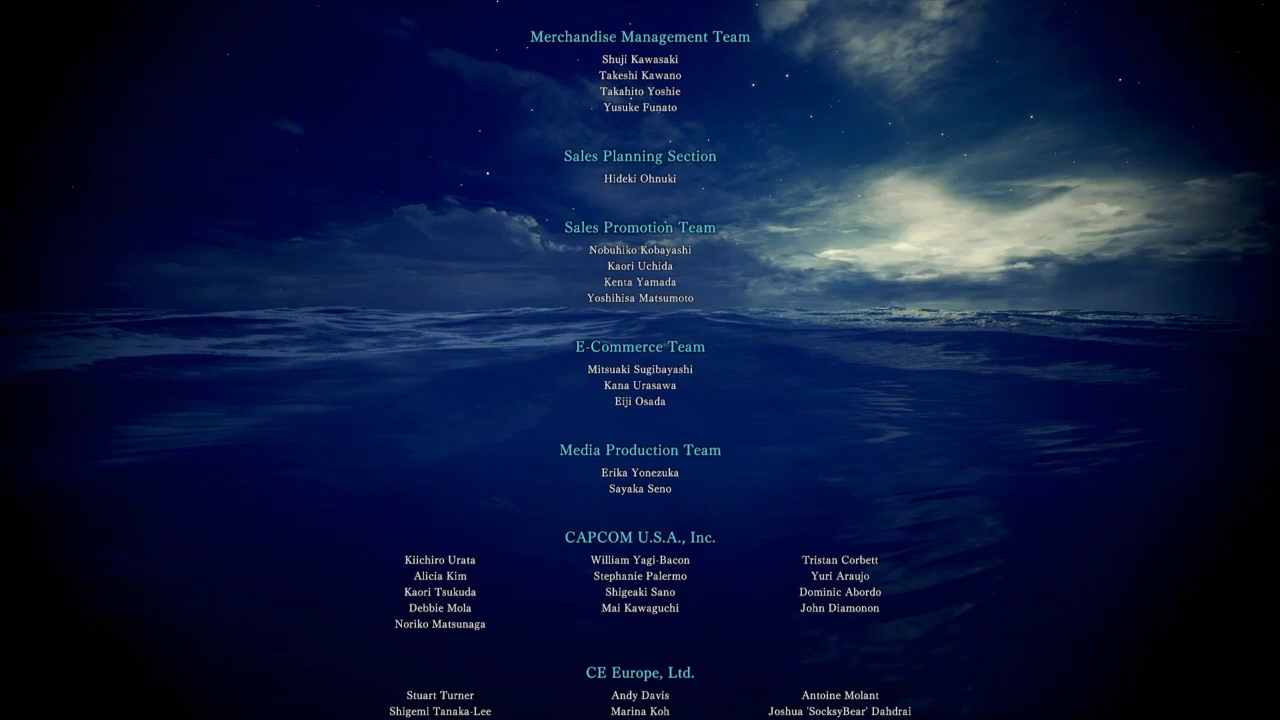 Merchandise Management Team
Shuji Kawasaki
Takeshi Kawano
Takahito Yoshie
Yusuke Funato
Sales Planning Section
Hideki Ohnuki
Sales Promotion Team
Nobuhiko Kobayashi
Kaori Uchida
Kenta Yamada
Yoshihisa Matsumoto
E-Commerce Team
Mitsuaki Sugibayashi
Kana Urasawa
Eiji Osada
Media Production Team
Erika Yonezuka
Sayaka Seno
CAPCOM U.S.A., Inc.
Kiichiro Urata William Yagi-Bacon Tristan Corbett
Alicia Kim Stephanie Palermo Yuri Araujo
Kaori Tsukuda Shigeaki Sano Dominic Abordo
Debbie Mola Mai Kawaguchi John Diamonon
Noriko Matsunaga
CE Europe, Ltd.
Stuart Turner Andy Davis Antoine Molant
Shigemi Tanaka-Lee Marina Koh Joshua 'SocksyBear' Dahdrai